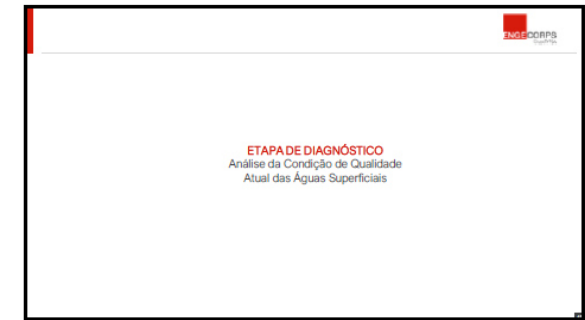 ENGECORPS
ETAPA DE DIAGNÓSTICO
Análise da Condição de Qualidade
Atual das Águas Superficiais